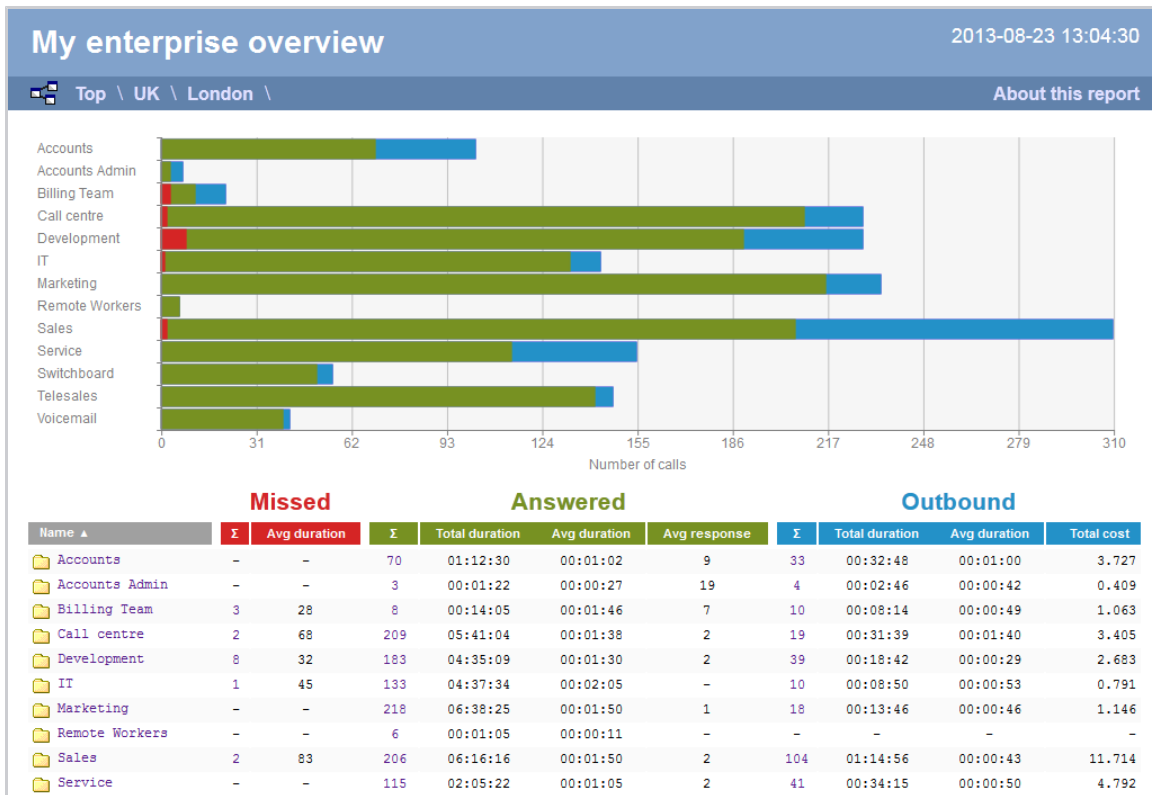 My enterprise overview 2013-08-23 13:04:30
Top \ UK \ London \ About this report
Accounts
Accounts Admin
Billing Team
Call centre
Development
IT
Marketing
Remote Workers
Sales
Service
Switchboard
Telesales
Voicemail
0 31 62 93 124 155 186 217 248 279 310
Number of calls
Missed Answered Outbound
Name ▲ Σ Avg duration Σ Total duration Avg duration Avg response Σ Total duration Avg duration Total cost
Accounts – – 70 01:12:30 00:01:02 9 33 00:32:48 00:01:00 3.727
Accounts Admin – – 3 00:01:22 00:00:27 19 4 00:02:46 00:00:42 0.409
Billing Team 3 28 8 00:14:05 00:01:46 7 10 00:08:14 00:00:49 1.063
Call centre 2 68 209 05:41:04 00:01:38 2 19 00:31:39 00:01:40 3.405
Development 8 32 183 04:35:09 00:01:30 2 39 00:18:42 00:00:29 2.683
IT 1 45 133 04:37:34 00:02:05 – 10 00:08:50 00:00:53 0.791
Marketing – – 218 06:38:25 00:01:50 1 18 00:13:46 00:00:46 1.146
Remote Workers – – 6 00:01:05 00:00:11 – – – – –
Sales 2 83 206 06:16:16 00:01:50 2 104 01:14:56 00:00:43 11.714
Service – – 115 02:05:22 00:01:05 2 41 00:34:15 00:00:50 4.792